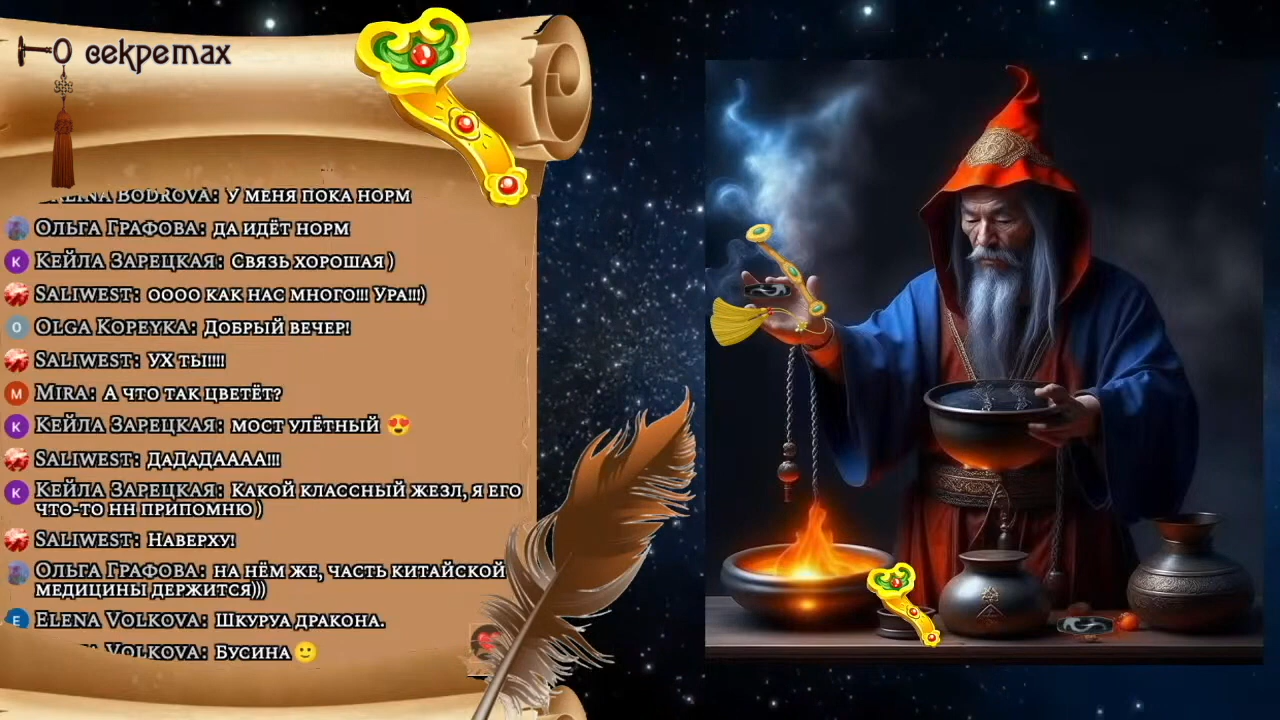 О секретах
BODROVA: У МЕНЯ ПОКА НОРМ
ОЛЬГА ГРАФОВА: ДА ИДЁТ НОРМ
К КЕЙЛА ЗАРЕЦКАЯ: СВЯЗЬ ХОРОШАЯ )
SALIWEST: ОООО КАК НАС МНОГО!!! УРА!!!)
O OLGA KOPEYKA: ДОБРЫЙ ВЕЧЕР!
SALIWEST: УХ ТЫ!!!!
M MIRA: А ЧТО ТАК ЦВЕТЁТ?
К КЕЙЛА ЗАРЕЦКАЯ: МОСТ УЛЁТНЫЙ 😍
SALIWEST: ДАДАДАААА!!!
К КЕЙЛА ЗАРЕЦКАЯ: КАКОЙ КЛАССНЫЙ ЖЕЗЛ, Я ЕГО
ЧТО-ТО НН ПРИПОМНЮ )
SALIWEST: НАВЕРХУ!
ОЛЬГА ГРАФОВА: НА НЁМ ЖЕ, ЧАСТЬ КИТАЙСКОЙ
МЕДИЦИНЫ ДЕРЖИТСЯ)))
E ELENA VOLKOVA: ШКУРУА ДРАКОНА.
VOLKOVA: БУСИНА 🙂